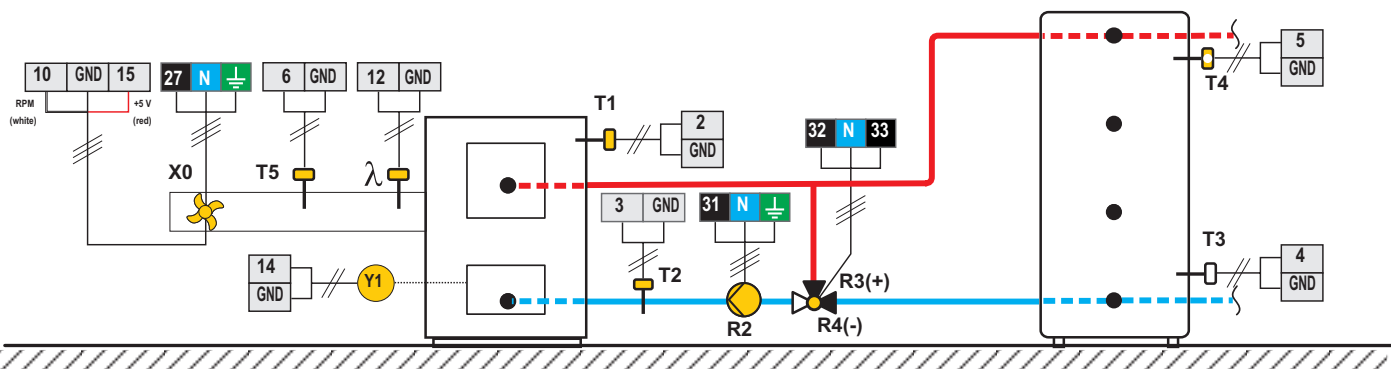 10 GND 15
RPM
(white)
+5 V
(red)
27 N
6 GND
12 GND
X0
T5
λ
T1
2
GND
32 N 33
T4
5
GND
3 GND
31 N
T2
R3(+)
R4(-)
R2
14
GND
Y1
T3
4
GND